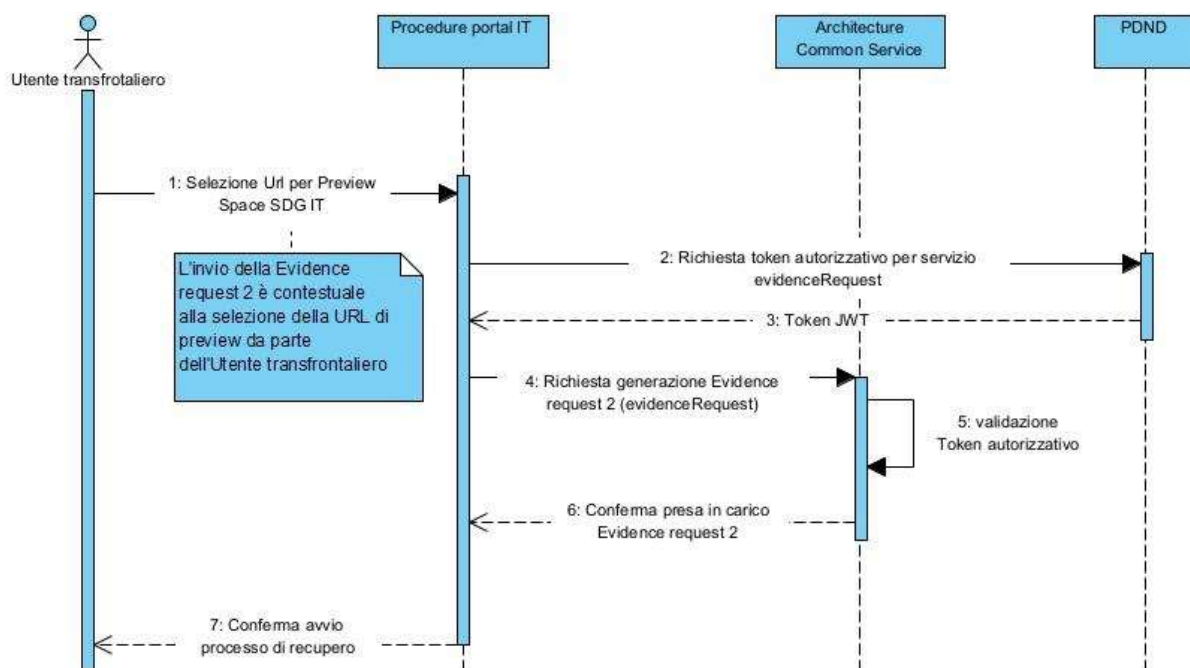 Procedure portal IT
Architecture
Common Service
PDND
Utente transfrotaliero
1: Selezione Url per Preview
Space SDG IT
L'invio della Evidence
request 2 è contestuale
alla selezione della URL di
preview da parte
dell'Utente transfrontaliero
2: Richiesta token autorizzativo per servizio
evidenceRequest
3: Token JWT
4: Richiesta generazione Evidence
request 2 (evidenceRequest)
5: validazione
Token autorizzativo
6: Conferma presa in carico
Evidence request 2
7: Conferma avvio
processo di recupero